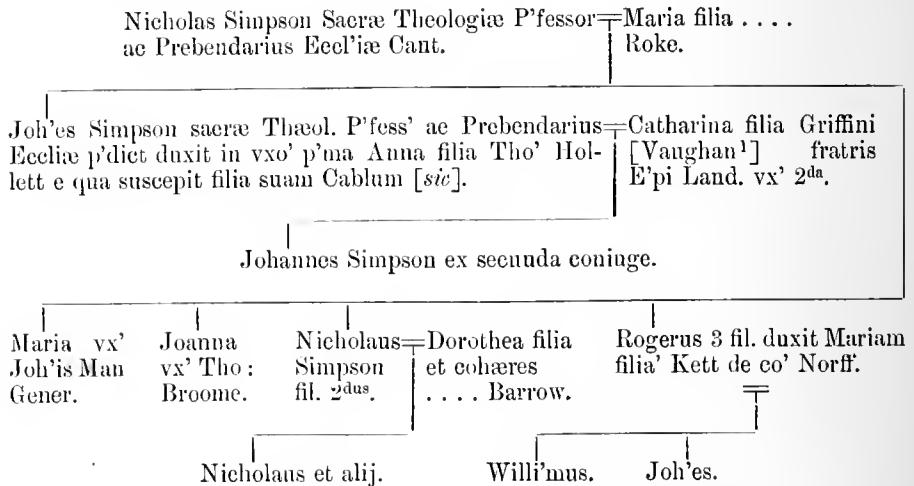 Nicholas Simpson Sacræ Theologiæ P'fessor
ac Prebendarius Eccl'iæ Cant.
Maria filia . . . .
Roke.
Joh'es Simpson sacræ Thæol. P'fess' ac Prebendarius
Eccliæ p'dict duxit in vxo' p'ma Anna filia Tho' Hol-
lett e qua suscepit filia suam Cablum [sic].
Catharina filia Griffini
[Vaughan¹] fratris
E'pi Land. vx' 2da.
Johannes Simpson ex secunda coniuge.
Maria vx'
Joh'is Man
Gener.
Joanna
vx' Tho:
Broome.
Nicholaus
Simpson
fil. 2dus.
Dorothea filia
et cohæres
. . . . Barrow.
Rogerus 3 fil. duxit Mariam
filia' Kett de co' Norff'.
Nicholaus et alij.
Willi'mus.
Joh'es.